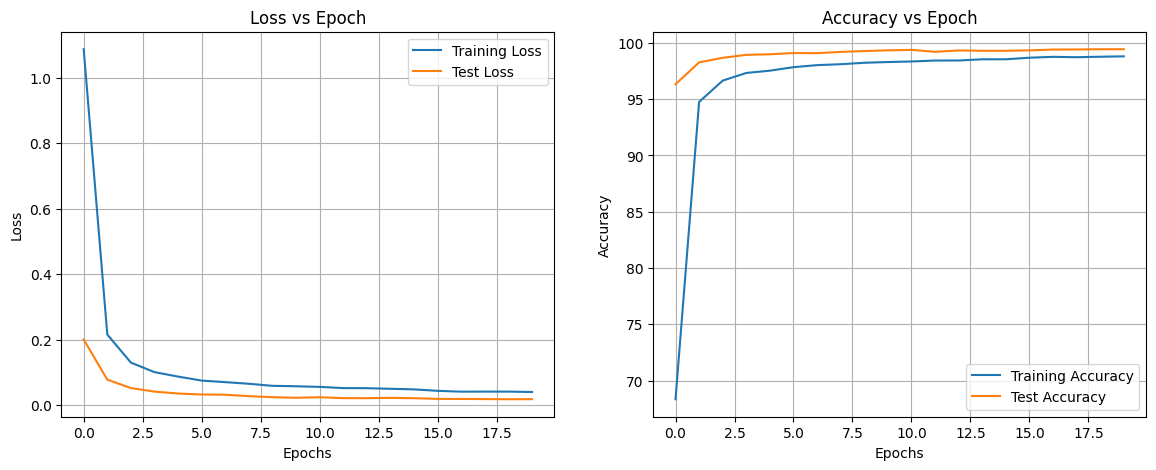 Loss vs Epoch
Training Loss
Test Loss
1.0
0.8
0.6
0.4
0.2
0.0
Loss
0.0 2.5 5.0 7.5 10.0 12.5 15.0 17.5
Epochs
Accuracy vs Epoch
100
95
90
85
80
75
70
Accuracy
Training Accuracy
Test Accuracy
0.0 2.5 5.0 7.5 10.0 12.5 15.0 17.5
Epochs